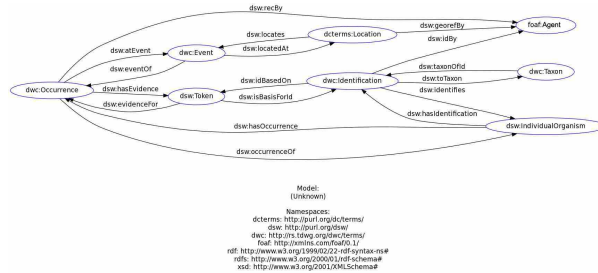 dsw:recBy
foaf:Agent
dsw:locates
dcterms:Location
dsw:georefBy
dsw:atEvent
dwc:Event
dsw:locatedAt
dsw:idBy
dsw:eventOf
dsw:taxonOfId
dwc:Occurrence
dsw:hasEvidence
dsw:idBasedOn
dwc:Identification
dsw:toTaxon
dwc:Taxon
dsw:Token
dsw:isBasisForId
dsw:identifies
dsw:evidenceFor
dsw:hasIdentification
dsw:hasOccurrence
dsw:IndividualOrganism
dsw:occurrenceOf
Model:
(Unknown)
Namespaces:
dcterms: http://purl.org/dc/terms/
dsw: http://purl.org/dsw/
dwc: http://rs.tdwg.org/dwc/terms/
foaf: http://xmlns.com/foaf/0.1/
rdf: http://www.w3.org/1999/02/22-rdf-syntax-ns#
rdfs: http://www.w3.org/2000/01/rdf-schema#
xsd: http://www.w3.org/2001/XMLSchema#